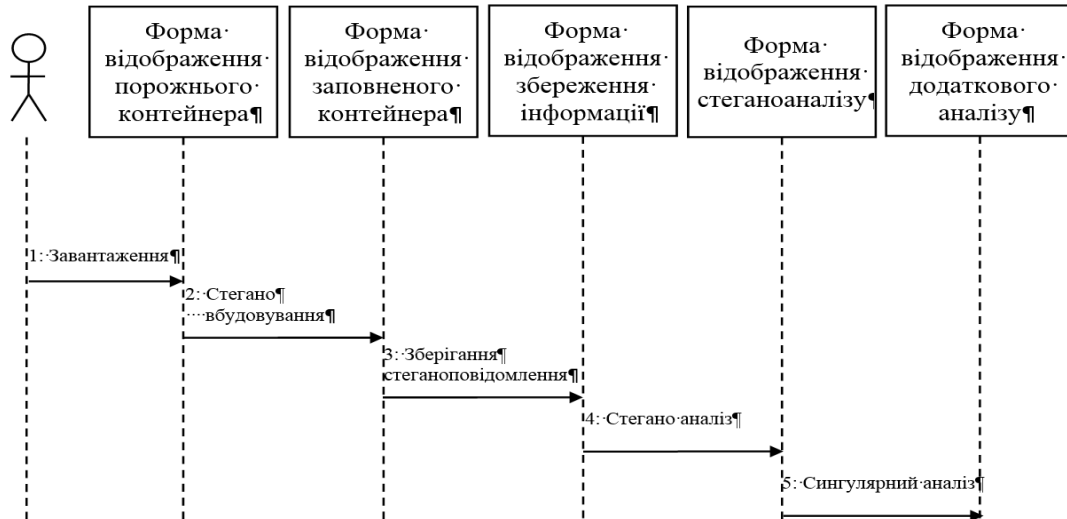 Форма·
відображення·
порожнього·
контейнера¶
Форма·
відображення·
заповненого·
контейнера¶
Форма·
відображення·
збереження·
інформації¶
Форма·
відображення·
стеганоаналізу¶
Форма·
відображення·
додаткового·
аналізу¶
1:·Завантаження¶
2:·Стегано¶
····вбудовування¶
3:·Зберігання¶
стеганоповідомлення¶
4:·Стегано·аналіз¶
5:·Сингулярний·аналіз¶